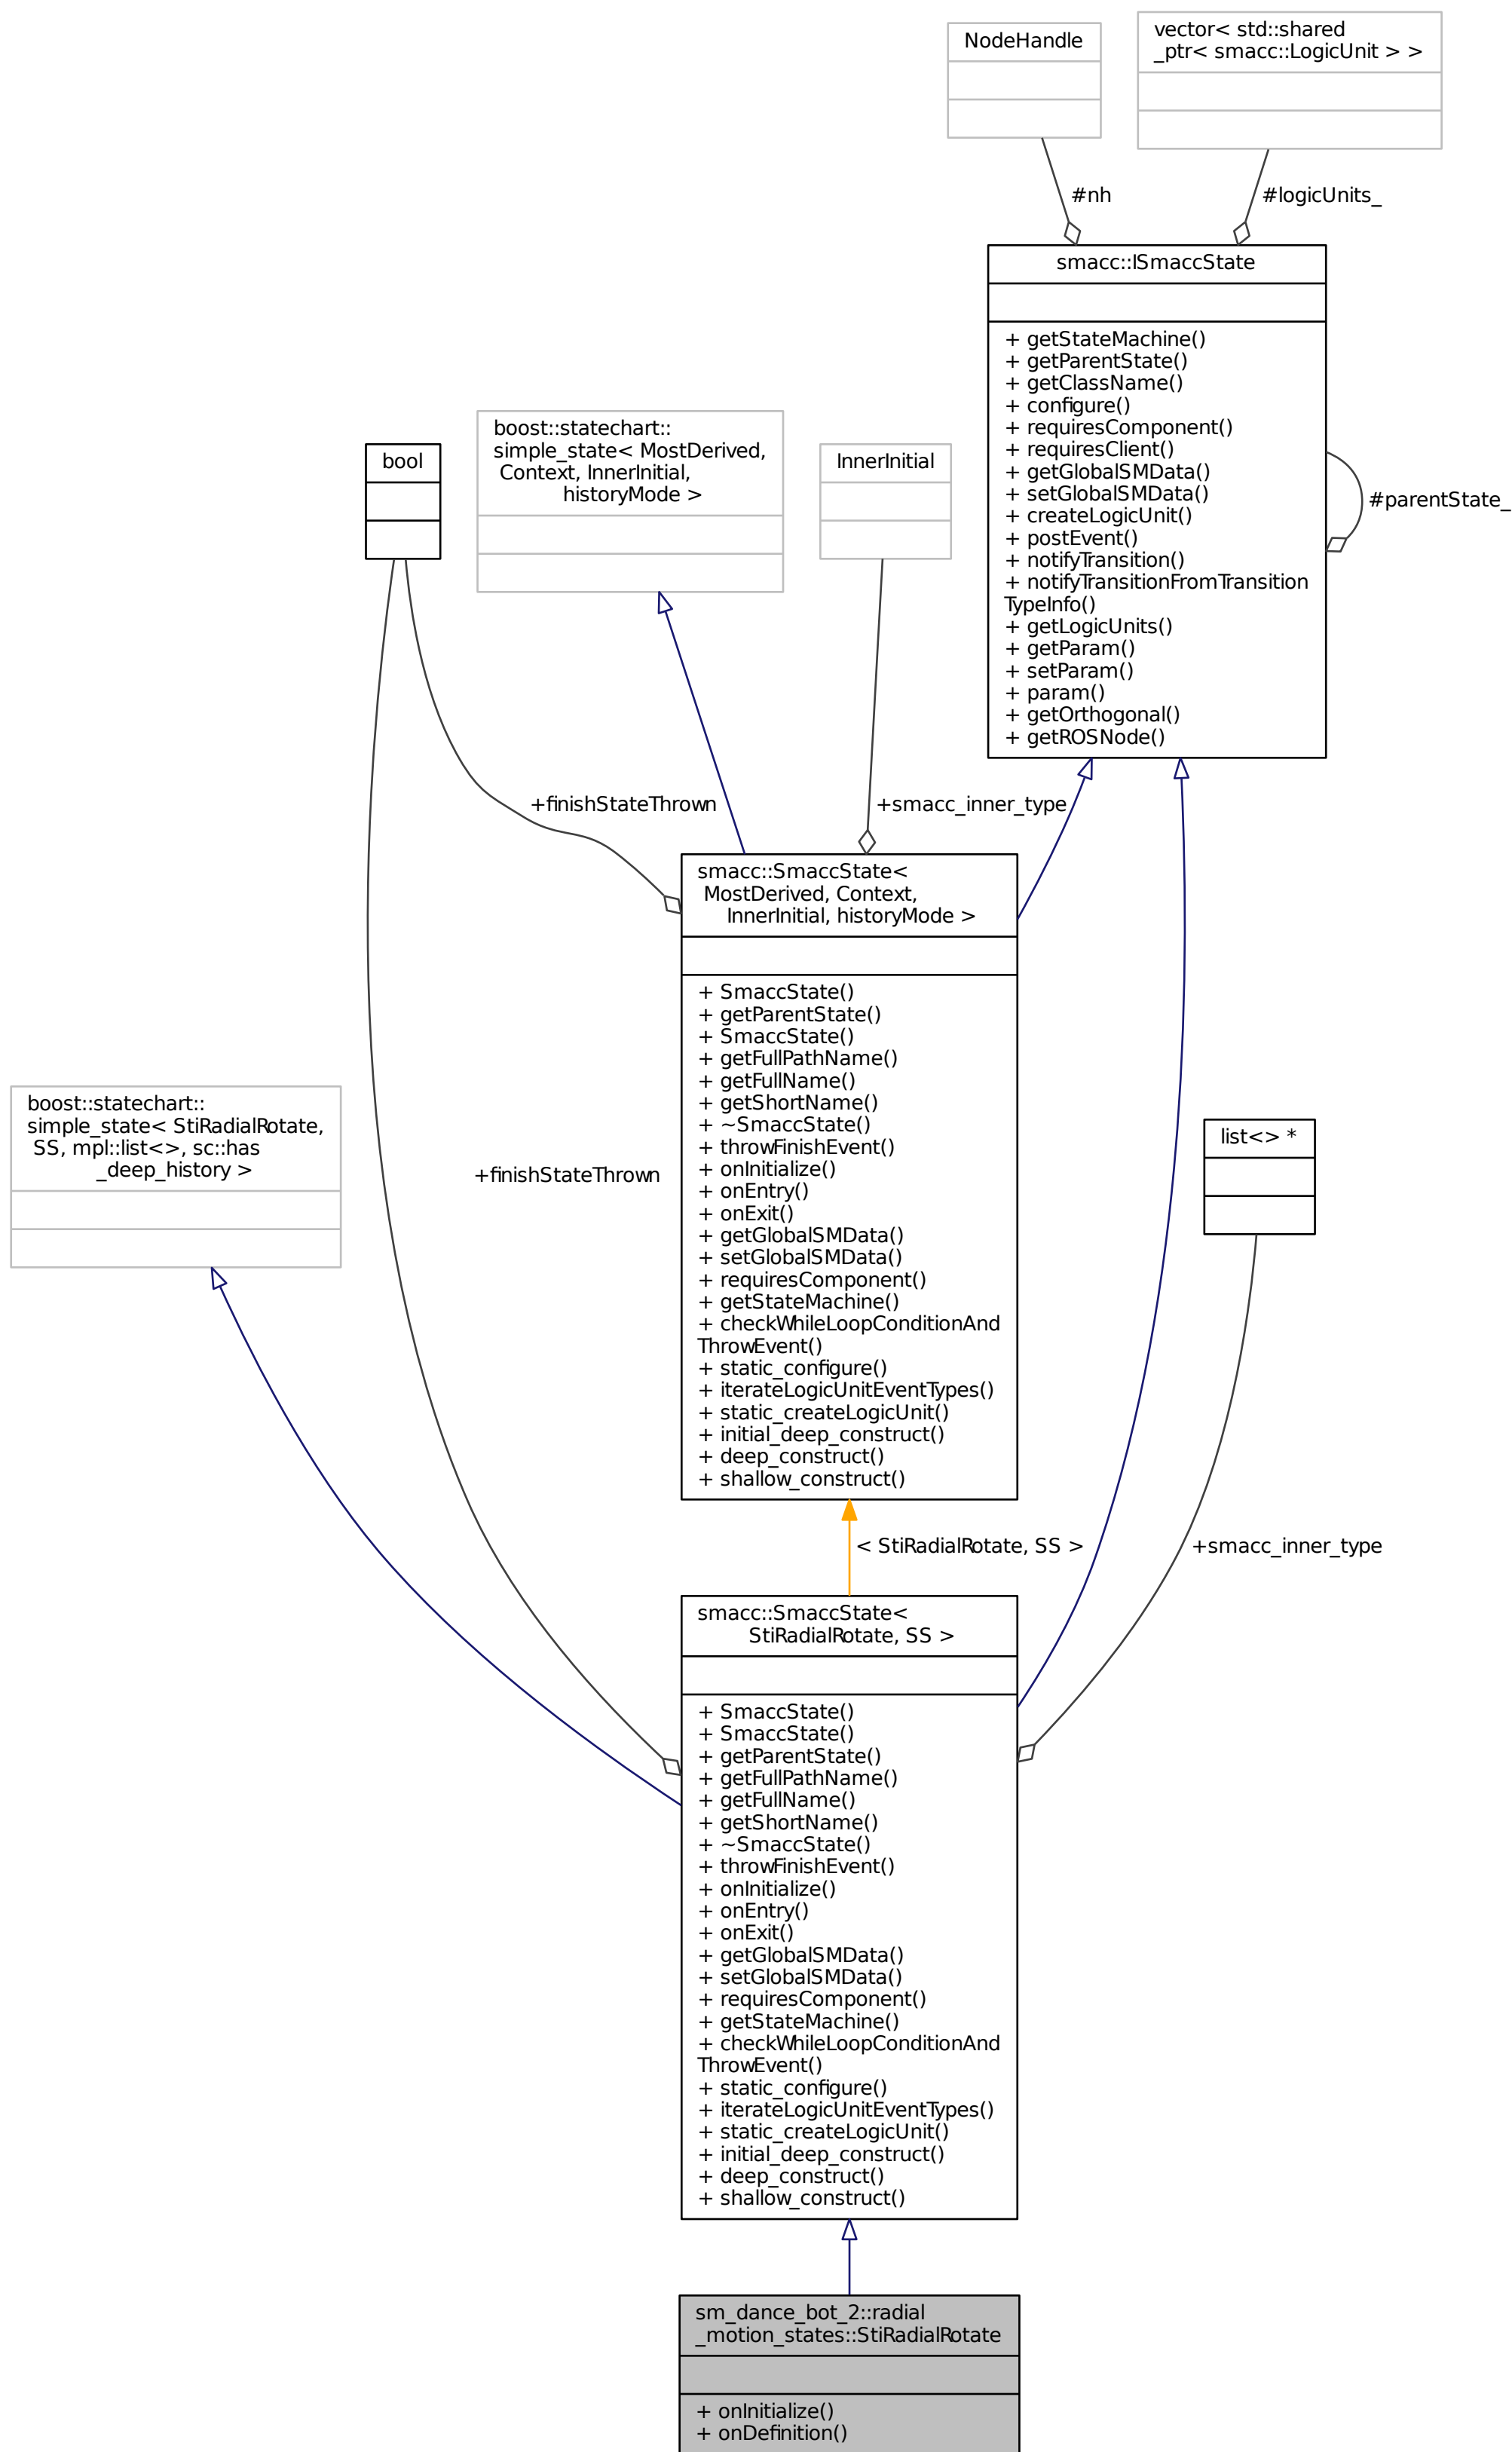 NodeHandle
vector< std::shared
_ptr< smacc::LogicUnit > >
#nh
#logicUnits_
smacc::ISmaccState
+ getStateMachine()
+ getParentState()
+ getClassName()
+ configure()
+ requiresComponent()
+ requiresClient()
+ getGlobalSMData()
+ setGlobalSMData()
+ createLogicUnit()
+ postEvent()
+ notifyTransition()
+ notifyTransitionFromTransition
TypeInfo()
+ getLogicUnits()
+ getParam()
+ setParam()
+ param()
+ getOrthogonal()
+ getROSNode()
#parentState_
boost::statechart::
simple_state< MostDerived,
Context, InnerInitial,
historyMode >
bool
InnerInitial
+finishStateThrown
+smacc_inner_type
smacc::SmaccState<
MostDerived, Context,
InnerInitial, historyMode >
+ SmaccState()
+ getParentState()
+ SmaccState()
+ getFullPathName()
+ getFullName()
+ getShortName()
+ ~SmaccState()
+ throwFinishEvent()
+ onInitialize()
+ onEntry()
+ onExit()
+ getGlobalSMData()
+ setGlobalSMData()
+ requiresComponent()
+ getStateMachine()
+ checkWhileLoopConditionAnd
ThrowEvent()
+ static_configure()
+ iterateLogicUnitEventTypes()
+ static_createLogicUnit()
+ initial_deep_construct()
+ deep_construct()
+ shallow_construct()
boost::statechart::
simple_state< StiRadialRotate,
SS, mpl::list<>, sc::has
_deep_history >
+finishStateThrown
list<> *
< StiRadialRotate, SS >
+smacc_inner_type
smacc::SmaccState<
StiRadialRotate, SS >
+ SmaccState()
+ SmaccState()
+ getParentState()
+ getFullPathName()
+ getFullName()
+ getShortName()
+ ~SmaccState()
+ throwFinishEvent()
+ onInitialize()
+ onEntry()
+ onExit()
+ getGlobalSMData()
+ setGlobalSMData()
+ requiresComponent()
+ getStateMachine()
+ checkWhileLoopConditionAnd
ThrowEvent()
+ static_configure()
+ iterateLogicUnitEventTypes()
+ static_createLogicUnit()
+ initial_deep_construct()
+ deep_construct()
+ shallow_construct()
sm_dance_bot_2::radial
_motion_states::StiRadialRotate
+ onInitialize()
+ onDefinition()